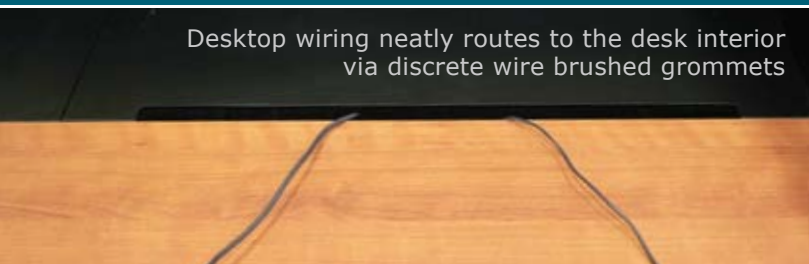 Desktop wiring neatly routes to the desk interior
via discrete wire brushed grommets